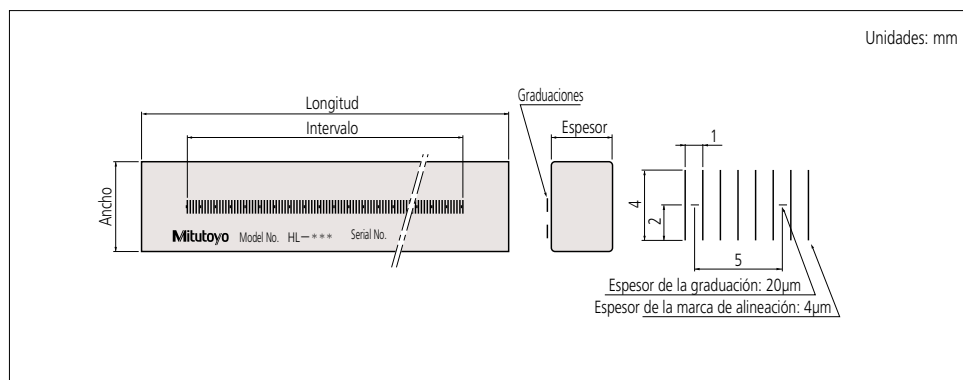 Unidades: mm
Graduaciones
Longitud
Intervalo
Espesor
1
Ancho
4
2
Mitutoyo Model No. HL−*** Serial No.
5
Espesor de la graduación: 20µm
Espesor de la marca de alineación: 4µm